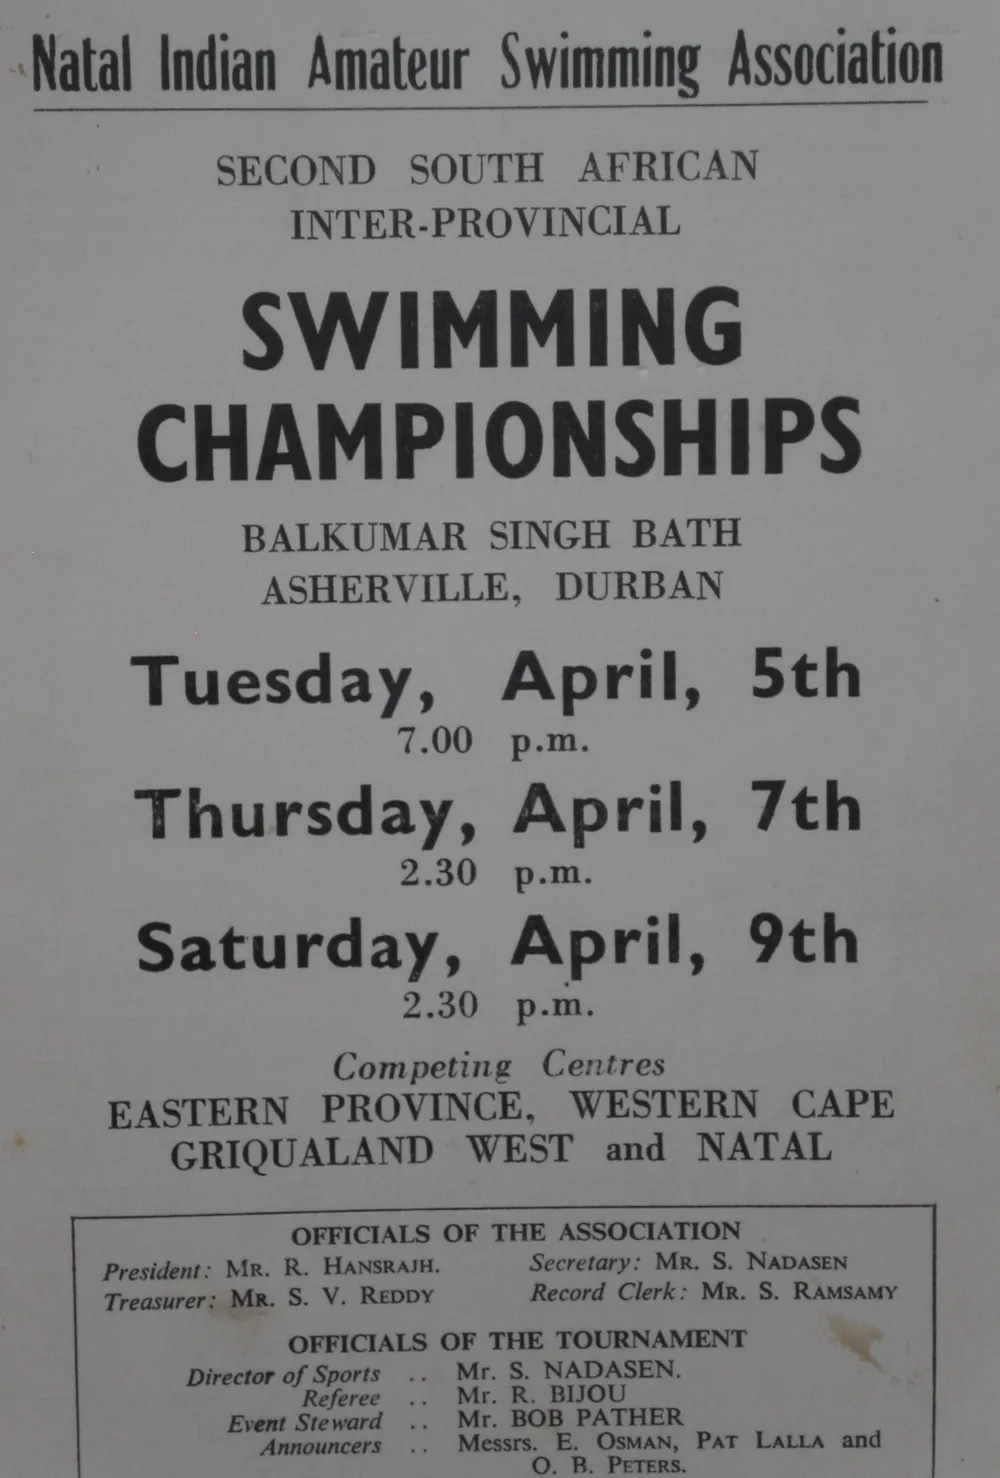 Natal Indian Amateur Swimming Association
SECOND SOUTH AFRICAN
INTER-PROVINCIAL
SWIMMING
CHAMPIONSHIPS
BALKUMAR SINGH BATH
ASHERVILLE, DURBAN
Tuesday, April, 5th
7.00 p.m.
Thursday, April, 7th
2.30 p.m.
Saturday, April, 9th
2.30 p.m.
Competing Centres
EASTERN PROVINCE, WESTERN CAPE
GRIQUALAND WEST and NATAL
OFFICIALS OF THE ASSOCIATION
President: MR. R. HANSRAJH. Secretary: MR. S. NADASEN
Treasurer: MR. S. V. REDDY Record Clerk: MR. S. RAMSAMY
OFFICIALS OF THE TOURNAMENT
Director of Sports .. Mr. S. NADASEN.
Referee .. Mr. R. BIJOU
Event Steward .. Mr. BOB PATHER
Announcers .. Messrs. E. OSMAN, PAT LALLA and
O. B. PETERS.